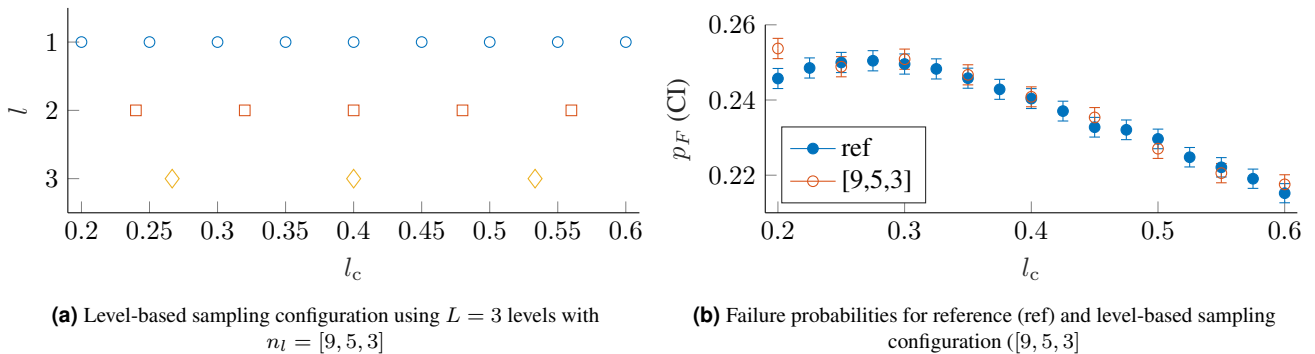 1
2
3
l
0.2 0.25 0.3 0.35 0.4 0.45 0.5 0.55 0.6
l_c
(a) Level-based sampling configuration using L = 3 levels with
n_l = [9, 5, 3]
0.26
0.24
0.22
p_F (CI)
ref
[9,5,3]
0.2 0.3 0.4 0.5 0.6
l_c
(b) Failure probabilities for reference (ref) and level-based sampling
configuration ([9, 5, 3]